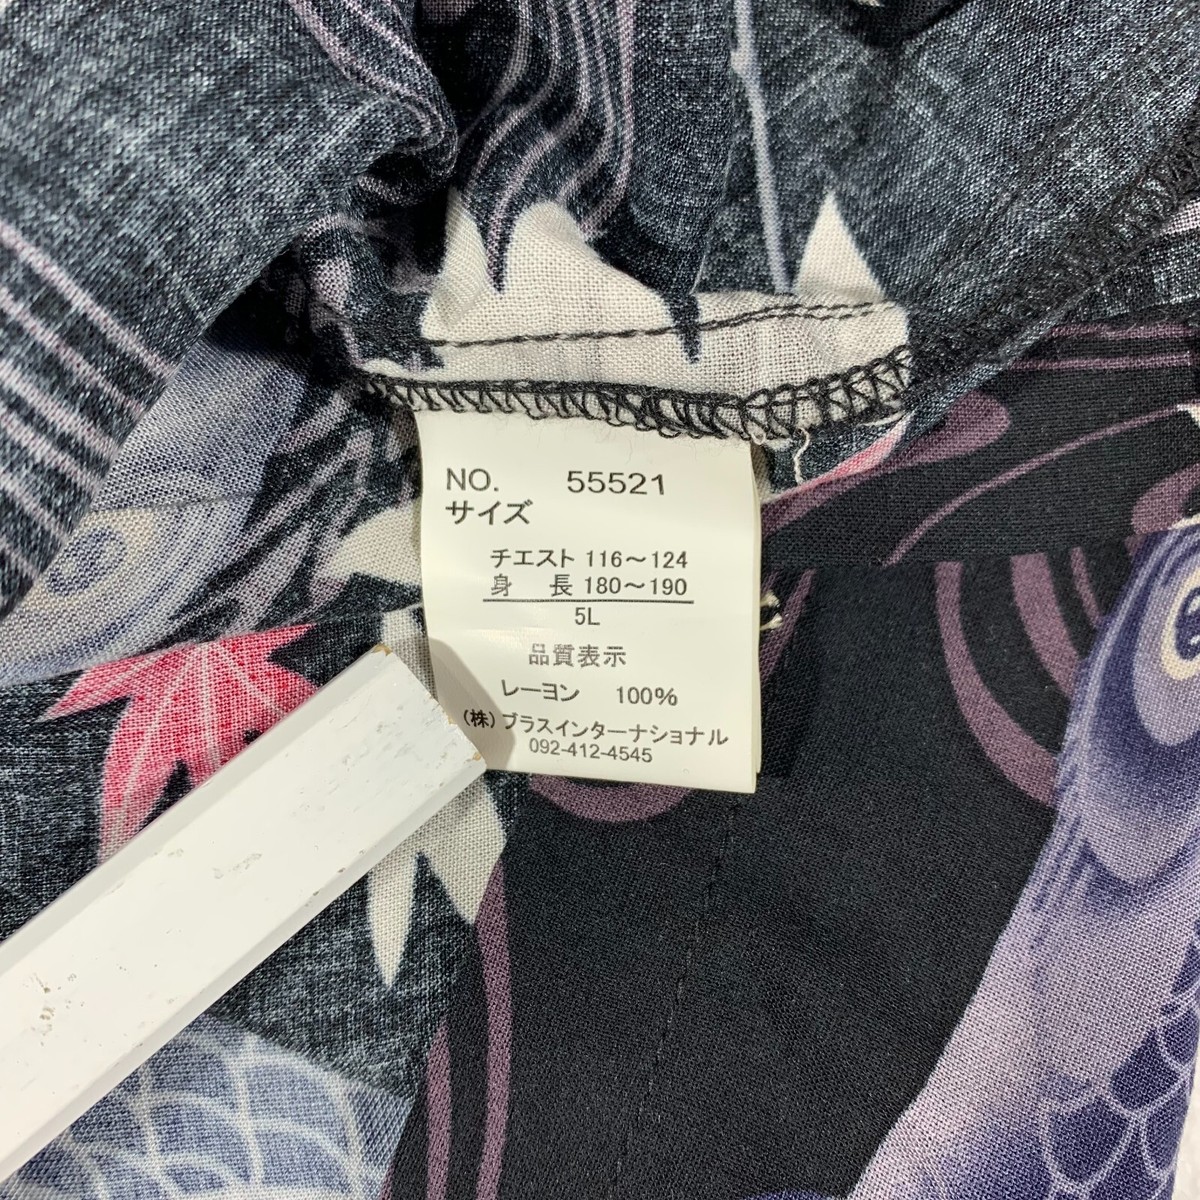 NO. 55521
サイズ
チエスト 116～124
身 長 180～190
5L
品質表示
レーヨン 100%
(株)プラスインターナショナル
092-412-4545